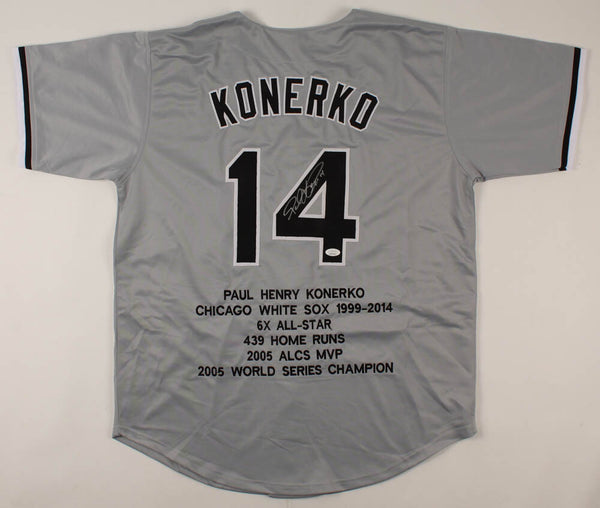 KONERKO
14
PAUL HENRY KONERKO
CHICAGO WHITE SOX 1999-2014
6X ALL-STAR
439 HOME RUNS
2005 ALCS MVP
2005 WORLD SERIES CHAMPION